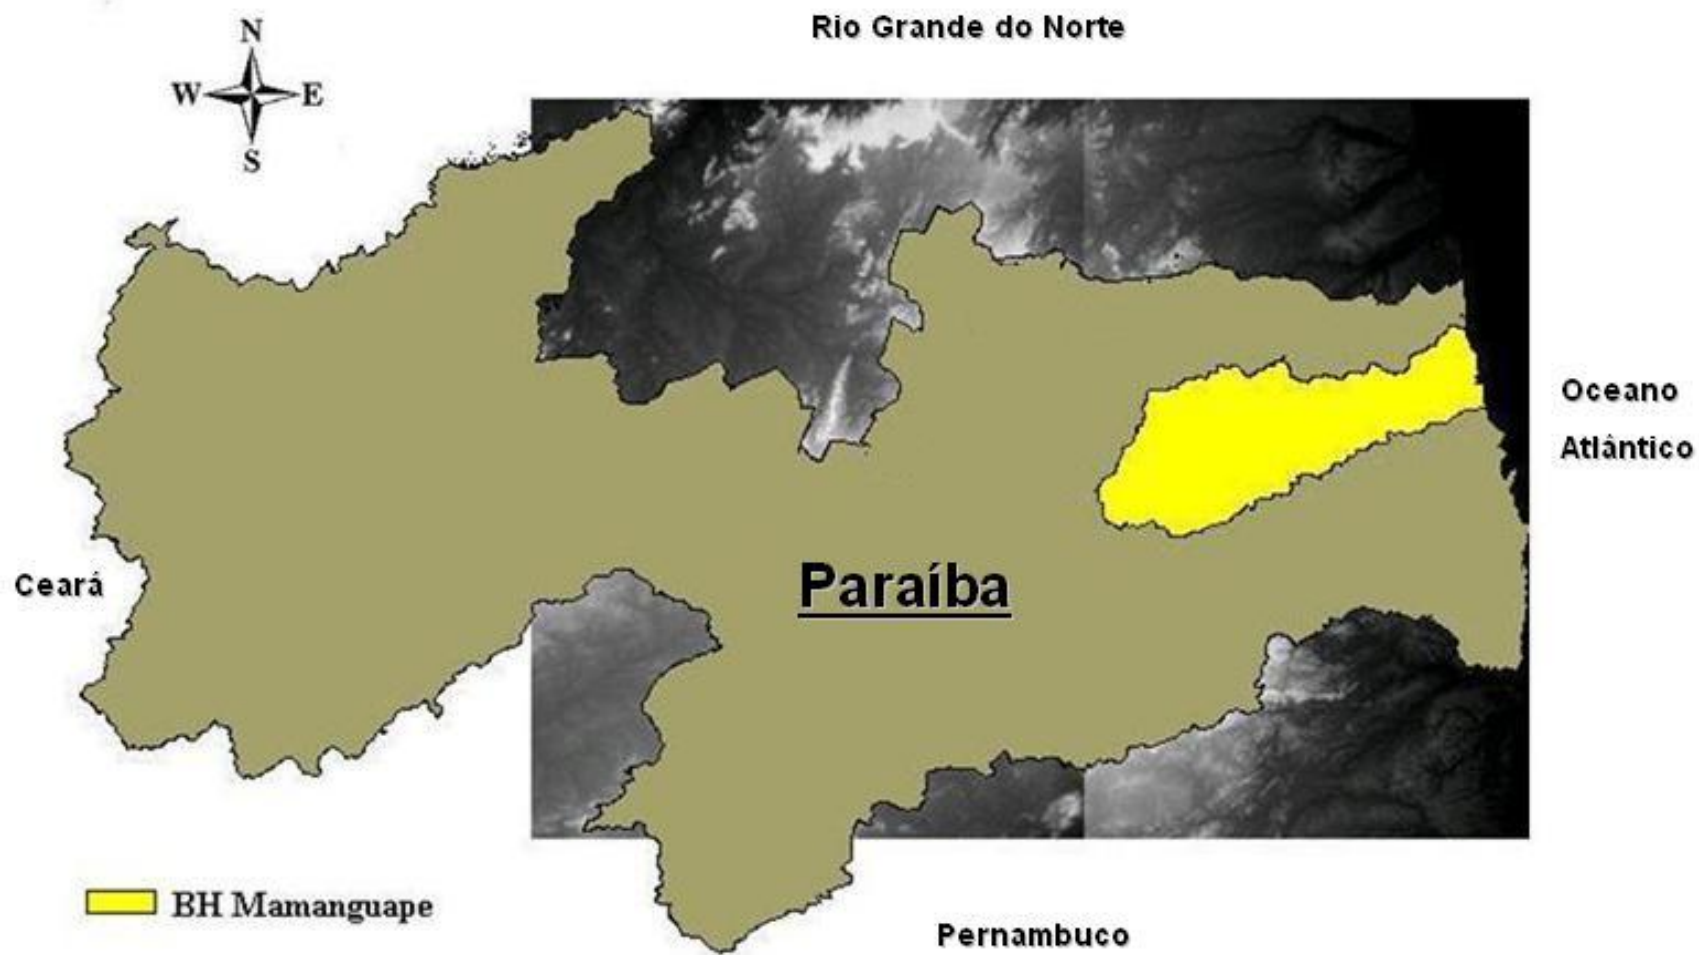 Rio Grande do Norte
N
W E
S
Oceano
Atlântico
Ceará
Paraíba
BH Mamanguape
Pernambuco